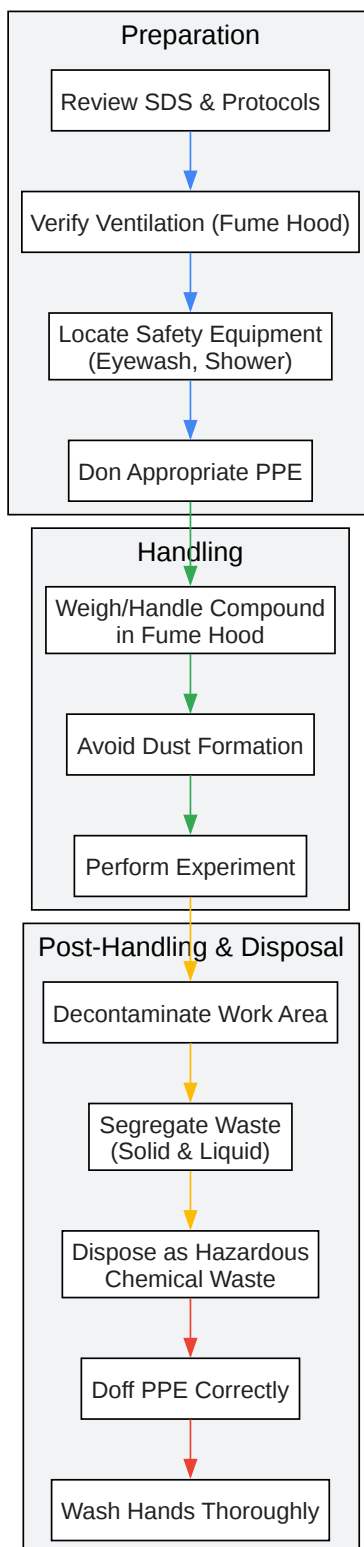 Preparation
Review SDS & Protocols
Verify Ventilation (Fume Hood)
Locate Safety Equipment
(Eyewash, Shower)
Don Appropriate PPE
Handling
Weigh/Handle Compound
in Fume Hood
Avoid Dust Formation
Perform Experiment
Post-Handling & Disposal
Decontaminate Work Area
Segregate Waste
(Solid & Liquid)
Dispose as Hazardous
Chemical Waste
Doff PPE Correctly
Wash Hands Thoroughly